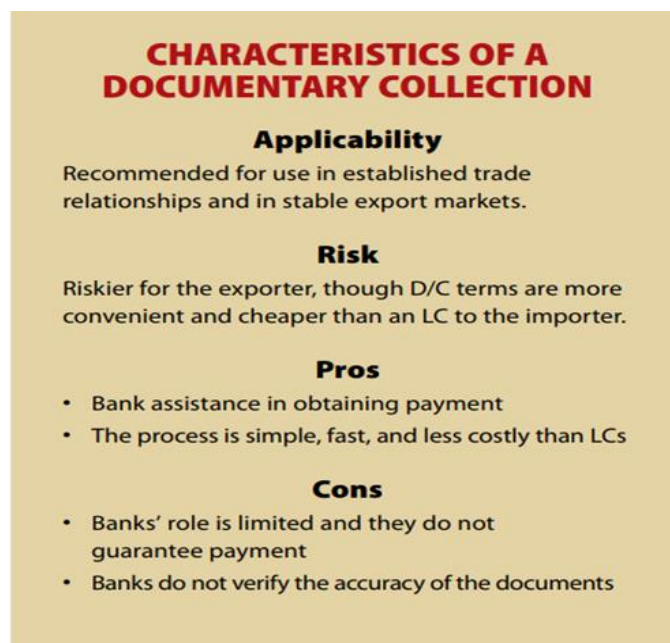 CHARACTERISTICS OF A
DOCUMENTARY COLLECTION
Applicability
Recommended for use in established trade
relationships and in stable export markets.
Risk
Riskier for the exporter, though D/C terms are more
convenient and cheaper than an LC to the importer.
Pros
• Bank assistance in obtaining payment
• The process is simple, fast, and less costly than LCs
Cons
• Banks’ role is limited and they do not
guarantee payment
• Banks do not verify the accuracy of the documents